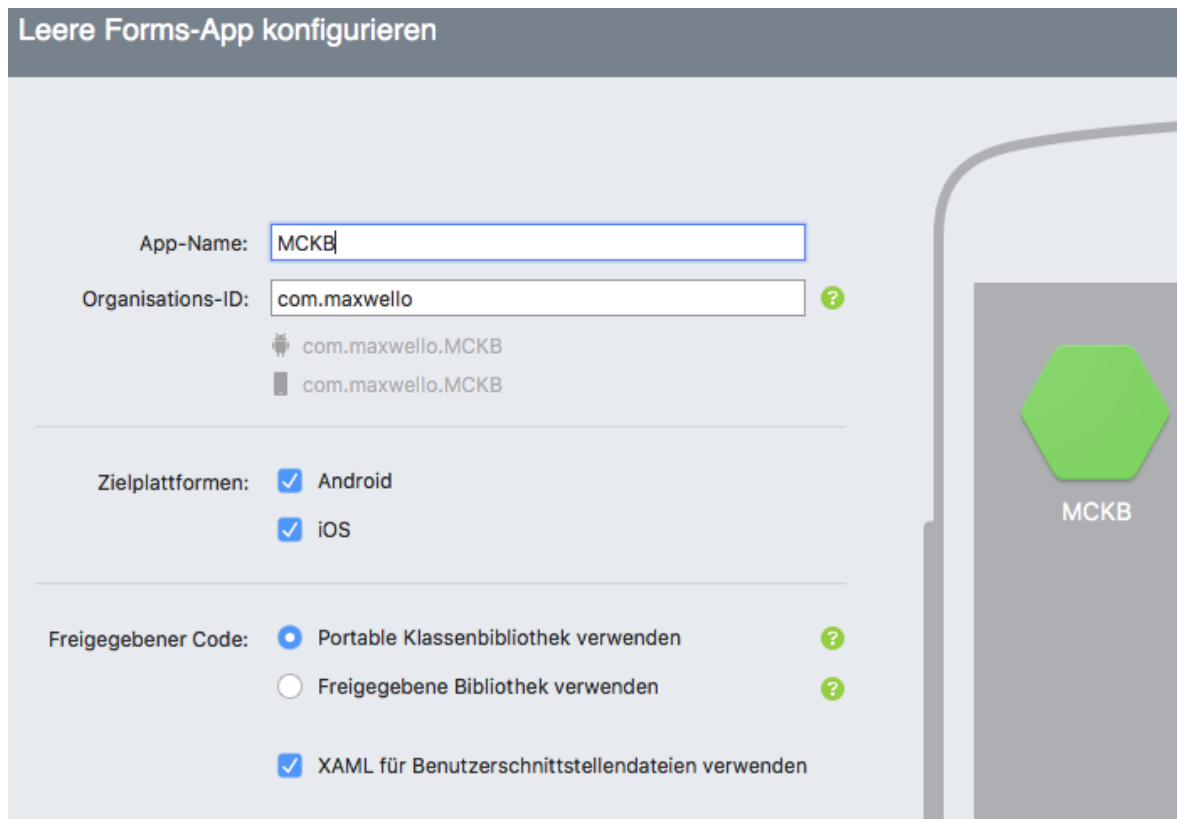 Leere Forms-App konfigurieren
App-Name: MCKB
Organisations-ID: com.maxwello ?
com.maxwello.MCKB
com.maxwello.MCKB
Zielplattformen: Android
iOS
MCKB
Freigegebener Code: Portable Klassenbibliothek verwenden ?
Freigegebene Bibliothek verwenden ?
XAML für Benutzerschnittstellendateien verwenden